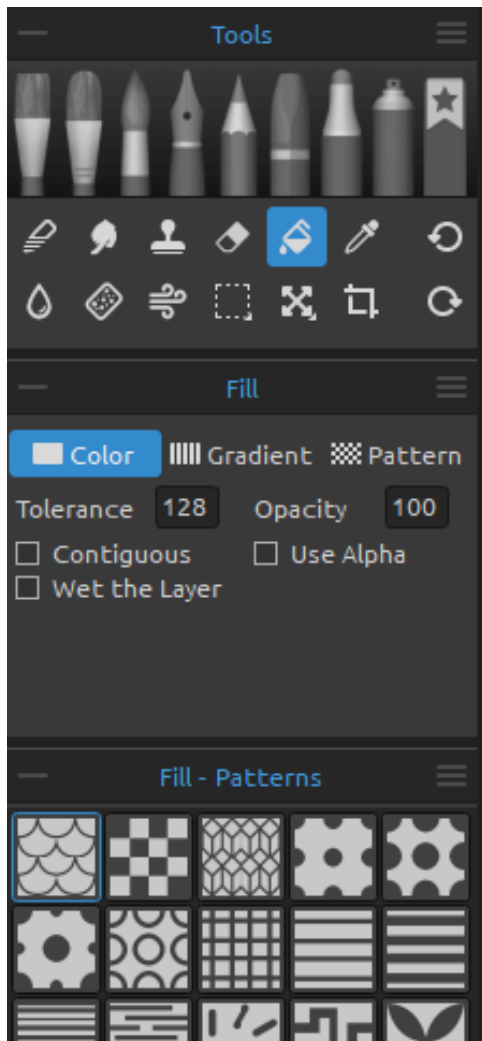 Tools
Fill
Color Gradient Pattern
Tolerance 128 Opacity 100
Contiguous Use Alpha
Wet the Layer
Fill - Patterns